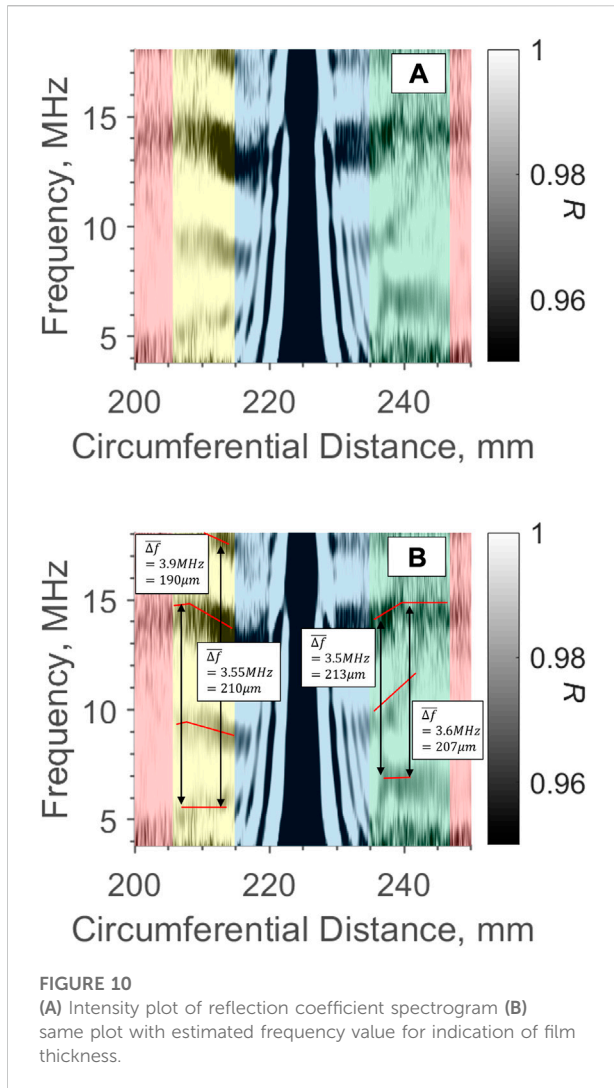 A
Frequency, MHz
15
10
5
200
220
240
Circumferential Distance, mm
1
0.98
0.96
R
B
Frequency, MHz
15
10
5
200
220
240
Circumferential Distance, mm
1
0.98
0.96
R
Δf
= 3.9MHz
= 190μm
Δf
= 3.55MHz
= 210μm
Δf
= 3.5MHz
= 213μm
Δf
= 3.6MHz
= 207μm
FIGURE 10
(A) Intensity plot of reflection coefficient spectrogram (B)
same plot with estimated frequency value for indication of film
thickness.